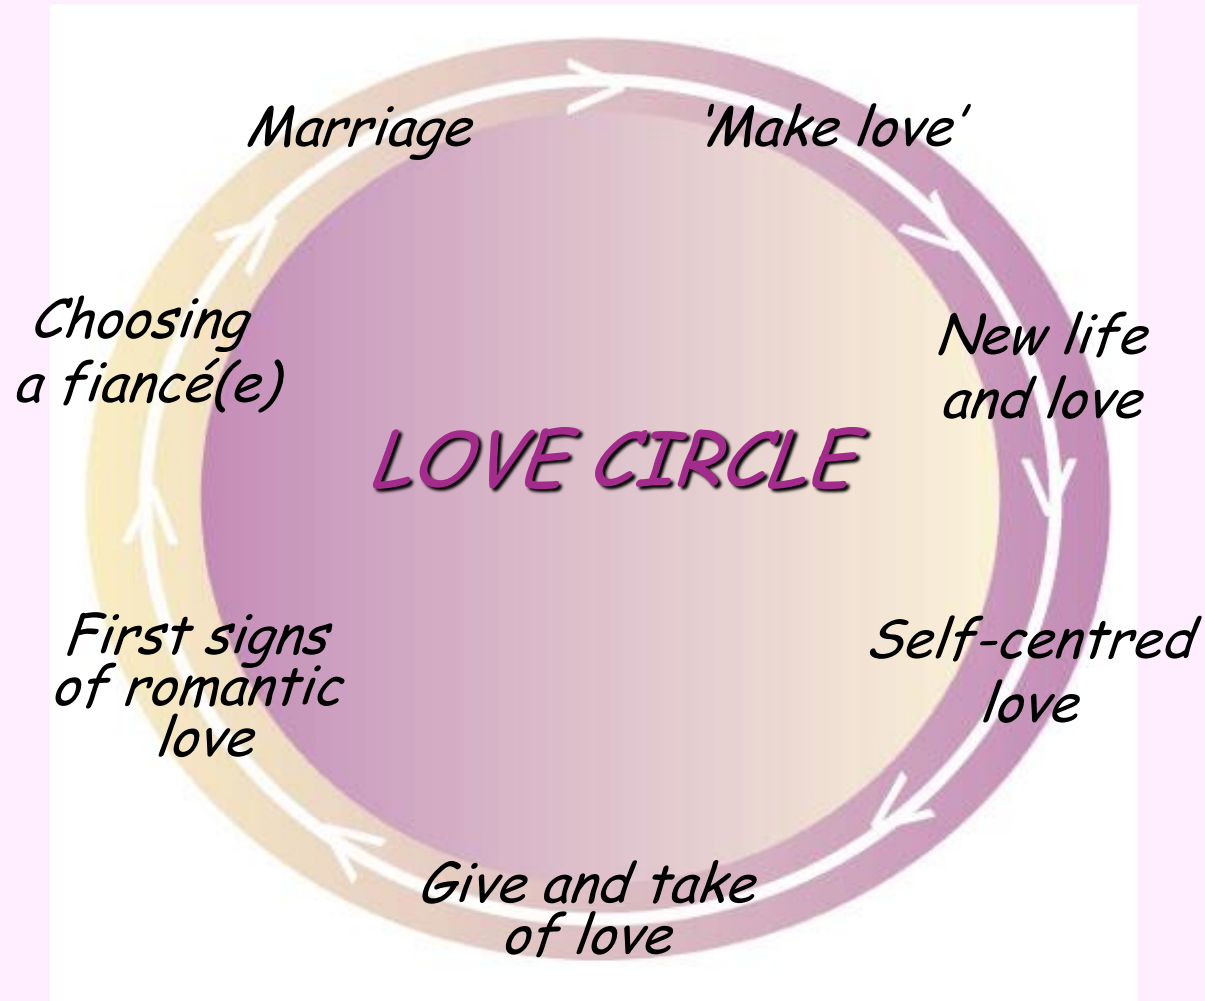 Marriage
‘Make love’
Choosing
a fiancé(e)
New life
and love
LOVE CIRCLE
First signs
of romantic
love
Self-centred
love
Give and take
of love